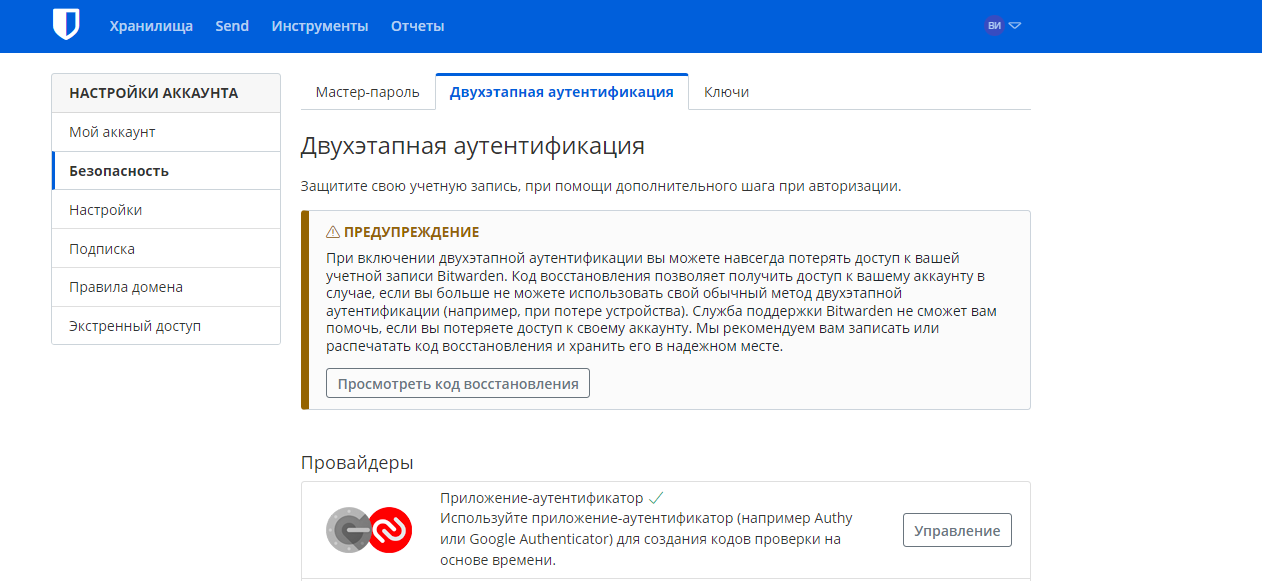 Хранилища Send Инструменты Отчеты ВИ
НАСТРОЙКИ АККАУНТА
Мой аккаунт
Безопасность
Настройки
Подписка
Правила домена
Экстренный доступ
Мастер-пароль Двухэтапная аутентификация Ключи
Двухэтапная аутентификация
Защитите свою учетную запись, при помощи дополнительного шага при авторизации.
ПРЕДУПРЕЖДЕНИЕ
При включении двухэтапной аутентификации вы можете навсегда потерять доступ к вашей
учетной записи Bitwarden. Код восстановления позволяет получить доступ к вашему аккаунту в
случае, если вы больше не можете использовать свой обычный метод двухэтапной
аутентификации (например, при потере устройства). Служба поддержки Bitwarden не сможет вам
помочь, если вы потеряете доступ к своему аккаунту. Мы рекомендуем вам записать или
распечатать код восстановления и хранить его в надежном месте.
Просмотреть код восстановления
Провайдеры
Приложение-аутентификатор
Используйте приложение-аутентификатор (например Authy
или Google Authenticator) для создания кодов проверки на
основе времени.
Управление